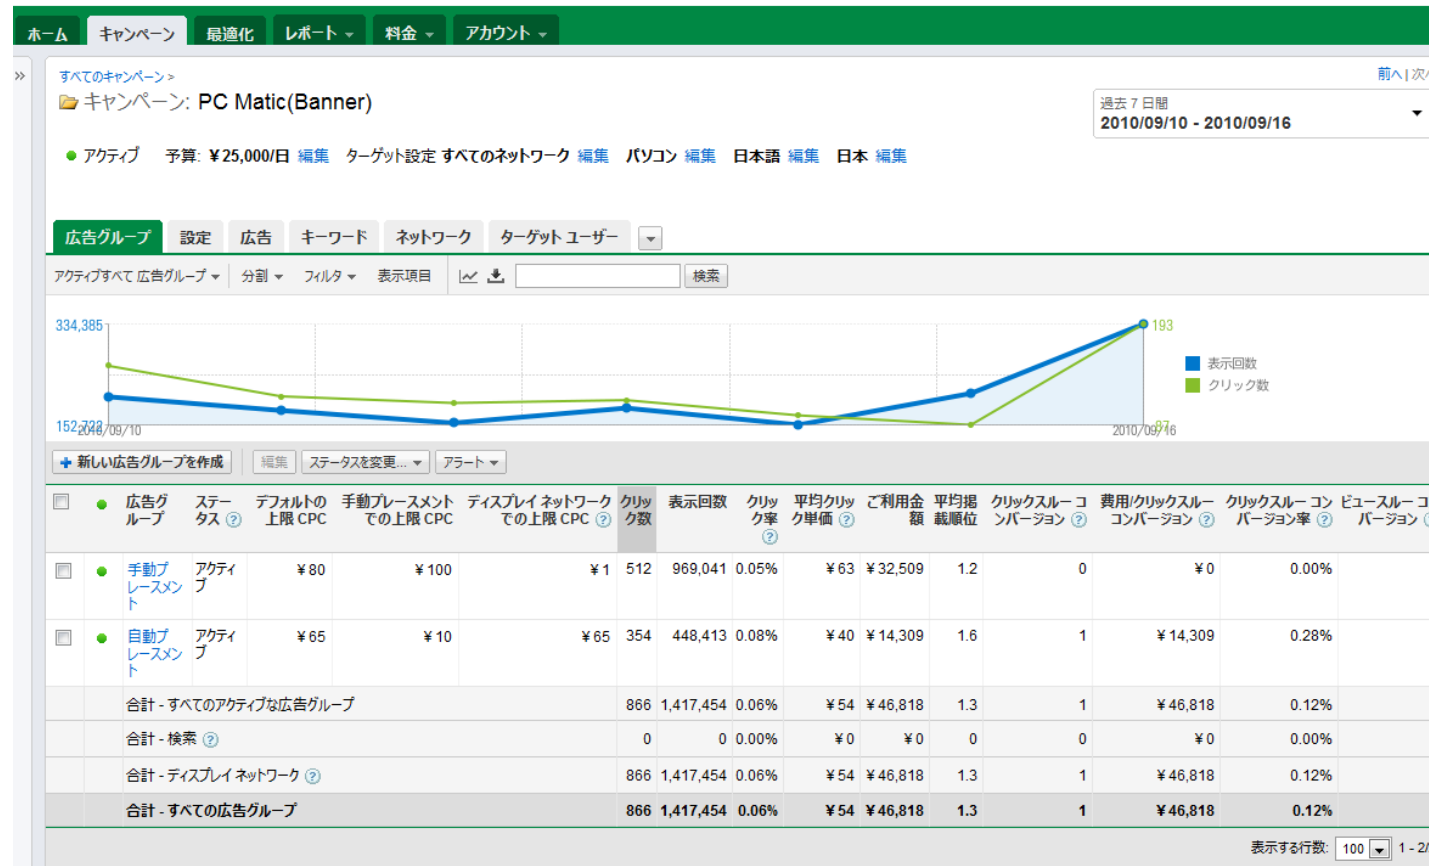 ホーム キャンペーン 最適化 レポート 料金 アカウント
»
すべてのキャンペーン >
前へ | 次へ
キャンペーン: PC Matic(Banner)
過去 7 日間
2010/09/10 - 2010/09/16
アクティブ 予算: ¥25,000/日 編集 ターゲット設定 すべてのネットワーク 編集 パソコン 編集 日本語 編集 日本 編集
広告グループ 設定 広告 キーワード ネットワーク ターゲット ユーザー
アクティブすべて 広告グループ 分割 フィルタ 表示項目 検索
334,385
193
表示回数
クリック数
2010/09/10
2010/09/16
87
新しい広告グループを作成 編集 ステータスを変更... アラート
広告グループ ステータス ? デフォルトの上限 CPC 手動プレースメントでの上限 CPC ディスプレイ ネットワークでの上限 CPC ? クリック数 表示回数 クリック率 ? 平均クリック単価 ? ご利用金額 平均掲載順位 クリックスルー コンバージョン ? 費用/クリックスルー コンバージョン ? クリックスルー コンバージョン率 ? ビュースルー コンバージョン
手動プレースメント アクティブ ¥80 ¥100 ¥1 512 969,041 0.05% ¥63 ¥32,509 1.2 0 ¥0 0.00%
自動プレースメント アクティブ ¥65 ¥10 ¥65 354 448,413 0.08% ¥40 ¥14,309 1.6 1 ¥14,309 0.28%
合計 - すべてのアクティブな広告グループ 866 1,417,454 0.06% ¥54 ¥46,818 1.3 1 ¥46,818 0.12%
合計 - 検索 ? 0 0 0.00% ¥0 ¥0 0 0 ¥0 0.00%
合計 - ディスプレイ ネットワーク ? 866 1,417,454 0.06% ¥54 ¥46,818 1.3 1 ¥46,818 0.12%
合計 - すべての広告グループ 866 1,417,454 0.06% ¥54 ¥46,818 1.3 1 ¥46,818 0.12%
表示する行数: 100 1 - 2/